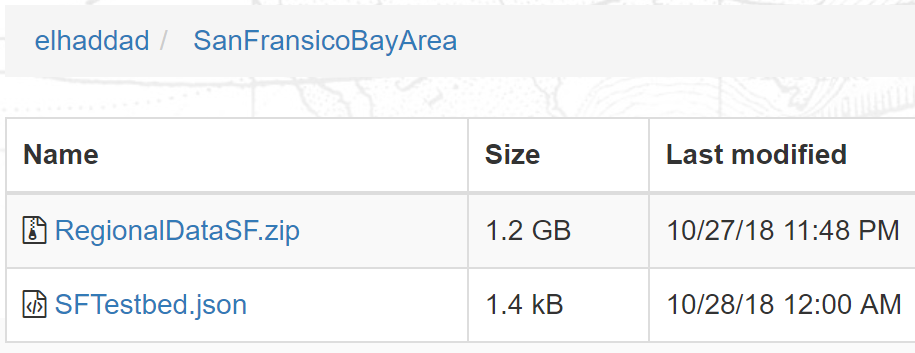 elhaddad / SanFransicoBayArea
Name Size Last modified
RegionalDataSF.zip 1.2 GB 10/27/18 11:48 PM
SFTestbed.json 1.4 kB 10/28/18 12:00 AM